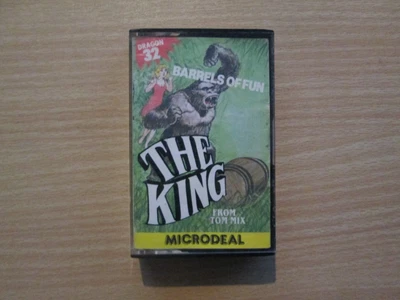 DRAGON
32
BARRELS OF FUN
THE
KING
FROM
TOM MIX
MICRODEAL